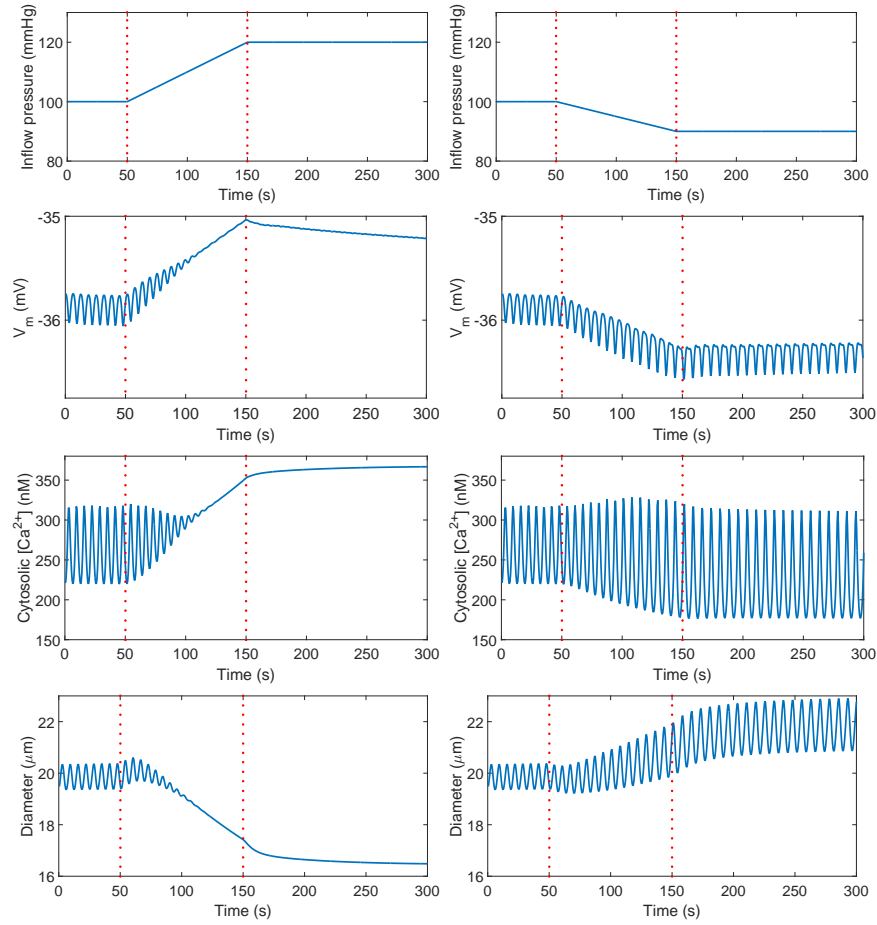 Inflow pressure (mmHg)
120
100
80
0 50 100 150 200 250 300
Time (s)
Inflow pressure (mmHg)
120
100
80
0 50 100 150 200 250 300
Time (s)
Vm (mV)
-35
-36
0 50 100 150 200 250 300
Time (s)
Vm (mV)
-35
-36
0 50 100 150 200 250 300
Time (s)
Cytosolic [Ca2+] (nM)
350
300
250
200
150
0 50 100 150 200 250 300
Time (s)
Cytosolic [Ca2+] (nM)
350
300
250
200
150
0 50 100 150 200 250 300
Time (s)
Diameter (μm)
22
20
18
16
0 50 100 150 200 250 300
Time (s)
Diameter (μm)
22
20
18
16
0 50 100 150 200 250 300
Time (s)